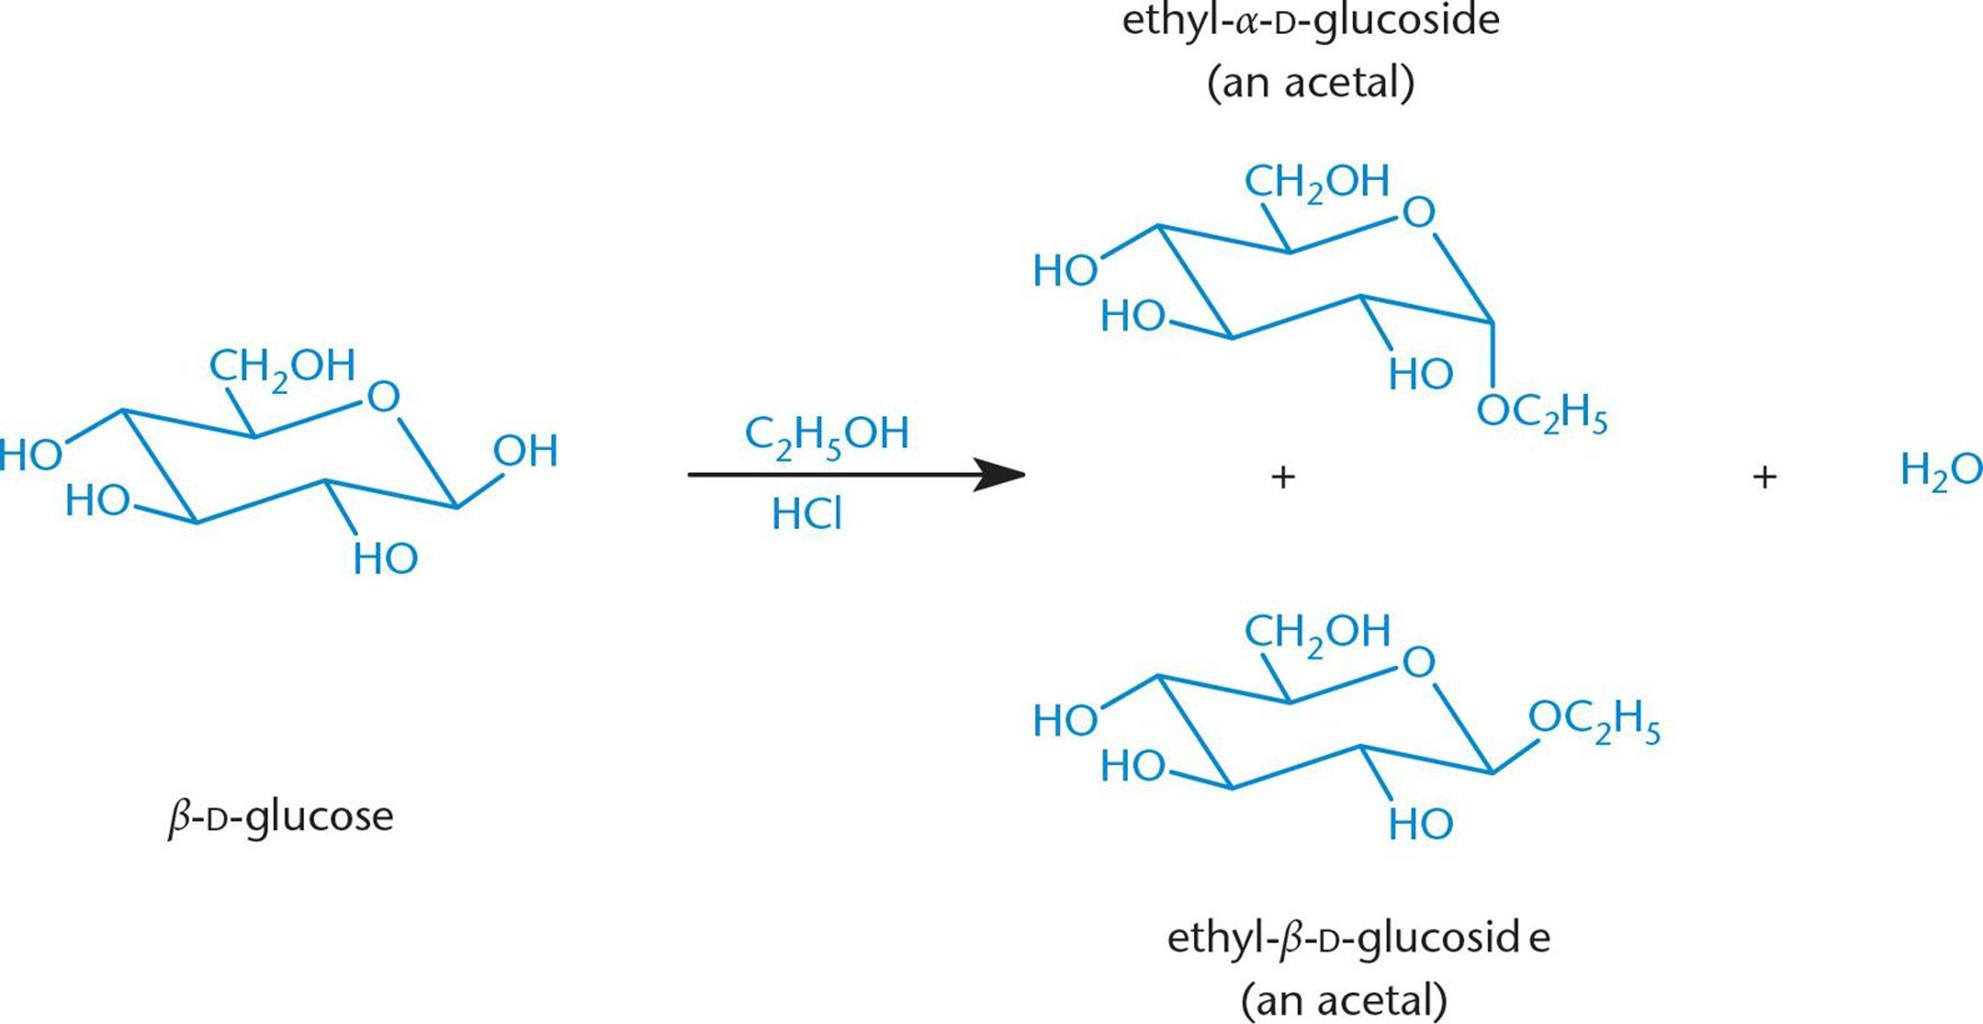 ethyl-α-D-glucoside
(an acetal)
CH₂OH
O
HO
HO
HO
OC₂H₅
CH₂OH
O
HO
OH
HO
HO
C₂H₅OH
HCl
+
+
H₂O
CH₂OH
O
HO
OC₂H₅
HO
HO
β-D-glucose
ethyl-β-D-glucoside
(an acetal)